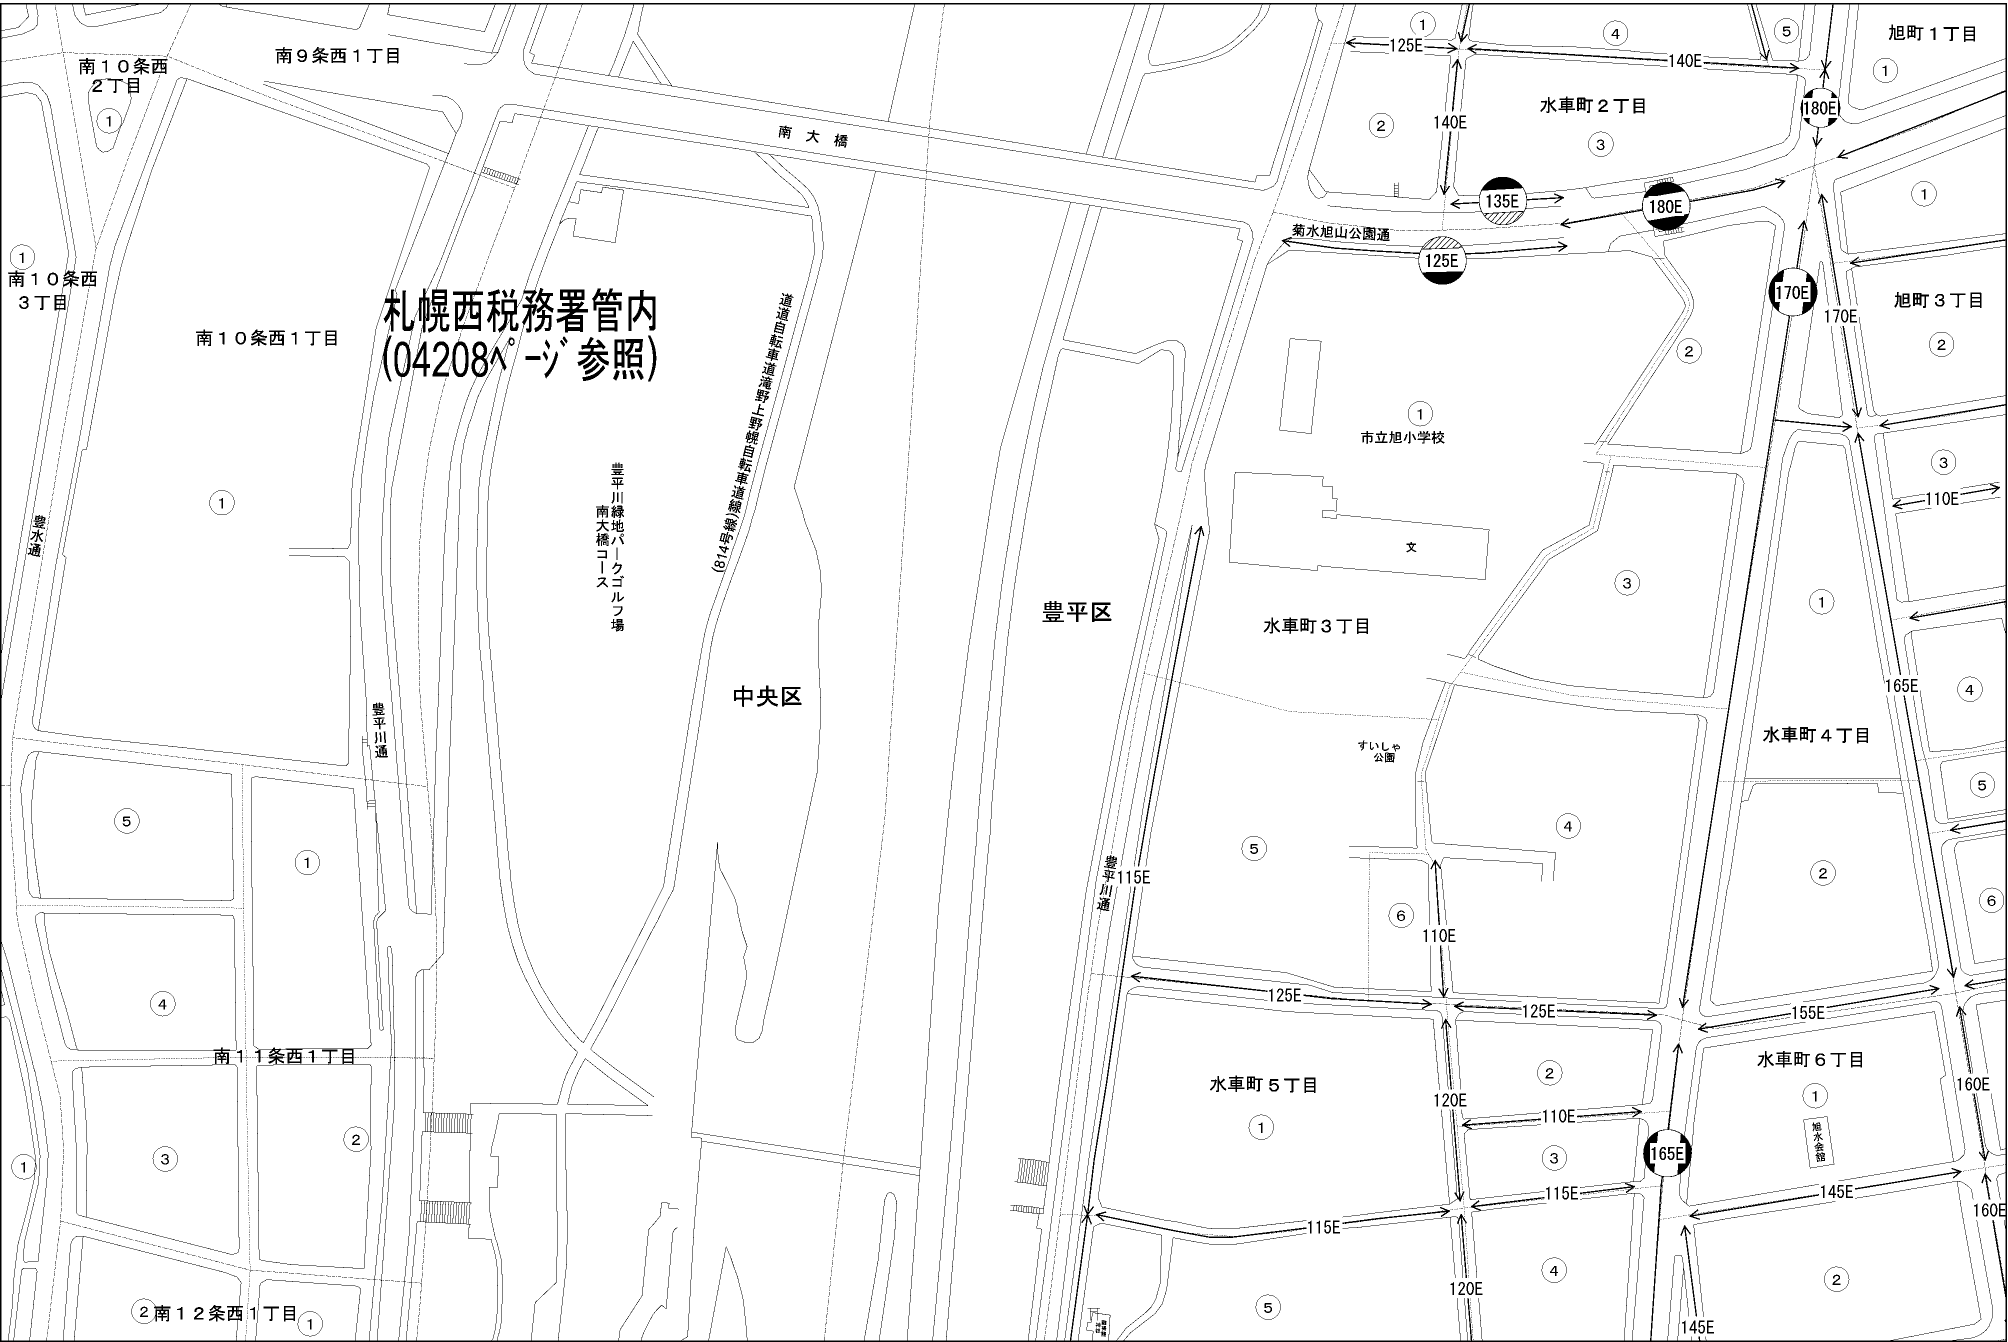 南９条西１丁目
南１０条西
２丁目
1
1
南１０条西
３丁目
南１０条西１丁目
札幌西税務署管内
(04208ﾍﾟｰｼﾞ参照)
南大橋
道道自転車道滝野上野幌自転車道線
(814号線)
豊平川緑地パークゴルフ場
南大橋コース
1
豊水通
豊平川通
中央区
豊平区
5
1
4
南１１条西１丁目
3
2
1
2
南１２条西１丁目
1
1
125E
4
140E
5
旭町１丁目
1
180E
水車町２丁目
2
140E
3
135E
180E
菊水旭山公園通
125E
1
170E
170E
旭町３丁目
2
2
1
市立旭小学校
3
110E
文
3
1
水車町３丁目
165E
4
水車町４丁目
すいしゃ
公園
5
4
5
豊平川通
115E
2
6
6
110E
125E
125E
155E
水車町５丁目
1
2
120E
110E
水車町６丁目
1
160E
旭水会館
3
165E
115E
115E
145E
160E
4
120E
5
2
145E